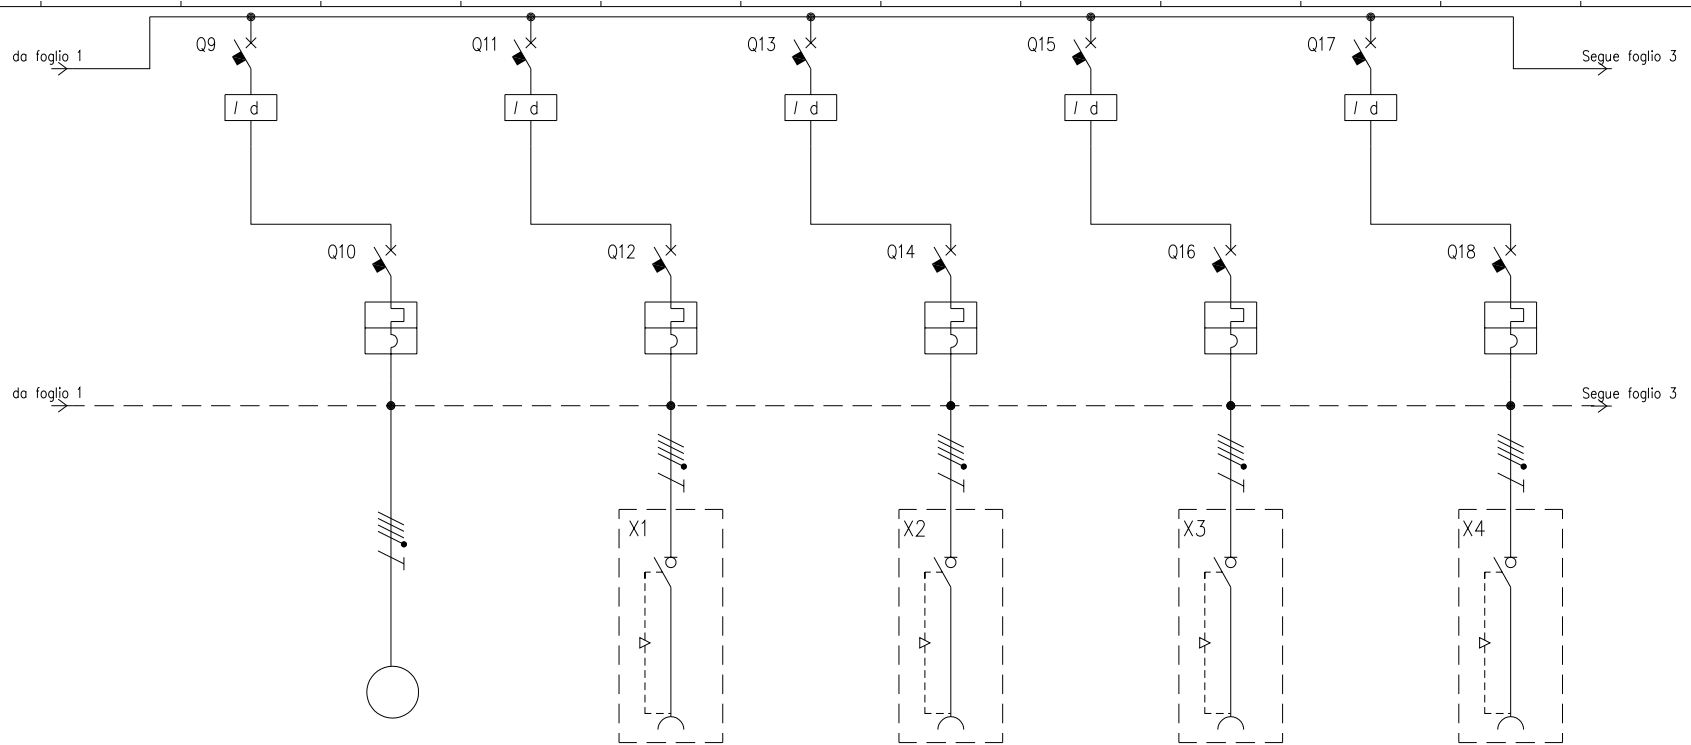 Q9
Q11
Q13
Q15
Q17
da foglio 1
Segue foglio 3
I d
I d
I d
I d
I d
Q10
Q12
Q14
Q16
Q18
da foglio 1
Segue foglio 3
X1
X2
X3
X4